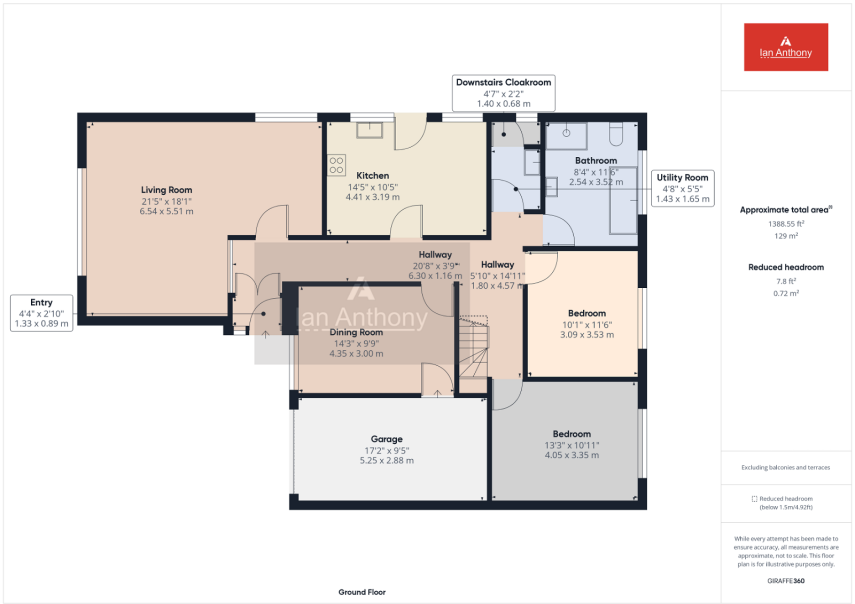 Ian Anthony
Downstairs Cloakroom
4'7" x 2'2"
1.40 x 0.68 m
Living Room
21'5" x 18'1"
6.54 x 5.51 m
Kitchen
14'5" x 10'5"
4.41 x 3.19 m
Bathroom
8'4" x 11'6"
2.54 x 3.52 m
Utility Room
4'8" x 5'5"
1.43 x 1.65 m
Hallway
20'8" x 3'9"
6.30 x 1.16 m
Hallway
5'10" x 14'11"
1.80 x 4.57 m
Entry
4'4" x 2'10"
1.33 x 0.89 m
Ian Anthony
Dining Room
14'3" x 9'9"
4.35 x 3.00 m
Bedroom
10'1" x 11'6"
3.09 x 3.53 m
Garage
17'2" x 9'5"
5.25 x 2.88 m
Bedroom
13'3" x 10'11"
4.05 x 3.35 m
Ground Floor
Approximate total area
1388.55 ft²
129 m²
Reduced headroom
7.8 ft²
0.72 m²
Excluding balconies and terraces
Reduced headroom
(below 1.5m/4.92ft)
While every attempt has been made to
ensure accuracy, all measurements are
approximate, not to scale. This floor
plan is for illustrative purposes only.
GIRAFFE360